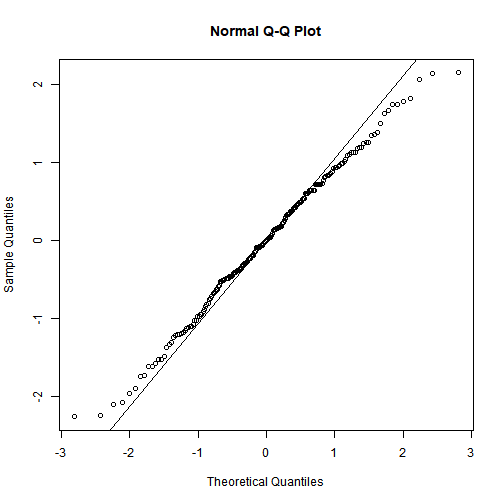 Normal Q-Q Plot
Sample Quantiles
2
1
0
-1
-2
-3 -2 -1 0 1 2 3
Theoretical Quantiles